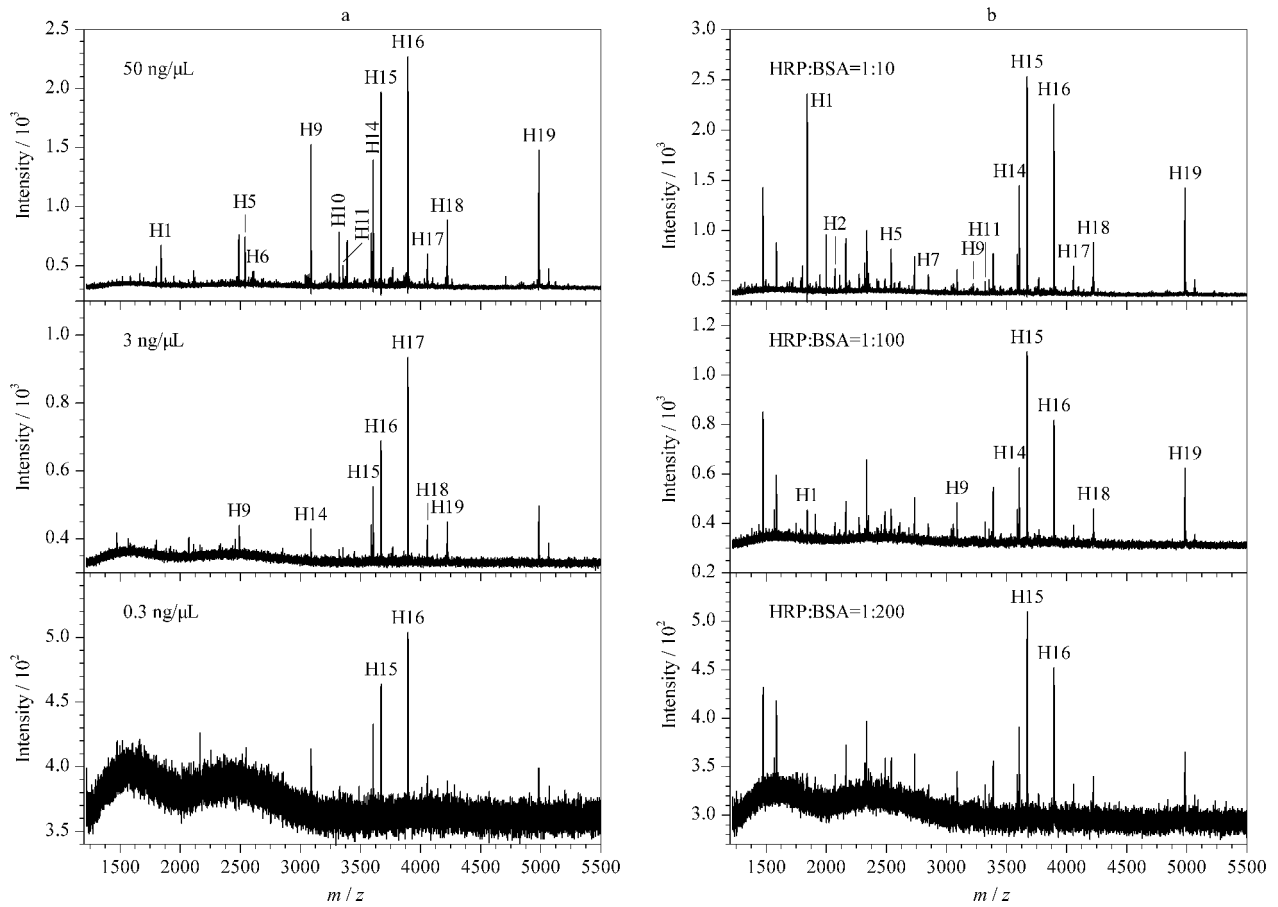 a
2.5
2.0
1.5
1.0
0.5
Intensity / 10³
50 ng/μL
H1
H5
H6
H9
H10
H11
H14
H15
H16
H17
H18
H19
1.0
0.8
0.6
0.4
Intensity / 10³
3 ng/μL
H9
H14
H15
H16
H17
H18
H19
5.0
4.5
4.0
3.5
Intensity / 10²
0.3 ng/μL
H15
H16
1500 2000 2500 3000 3500 4000 4500 5000 5500
m / z
b
3.0
2.5
2.0
1.5
1.0
0.5
Intensity / 10³
HRP:BSA=1:10
H1
H2
H5
H7
H9
H11
H14
H15
H16
H17
H18
H19
1.2
1.0
0.8
0.6
0.4
0.2
Intensity / 10³
HRP:BSA=1:100
H1
H9
H14
H15
H16
H18
H19
5.0
4.5
4.0
3.5
3.0
Intensity / 10²
HRP:BSA=1:200
H15
H16
1500 2000 2500 3000 3500 4000 4500 5000 5500
m / z